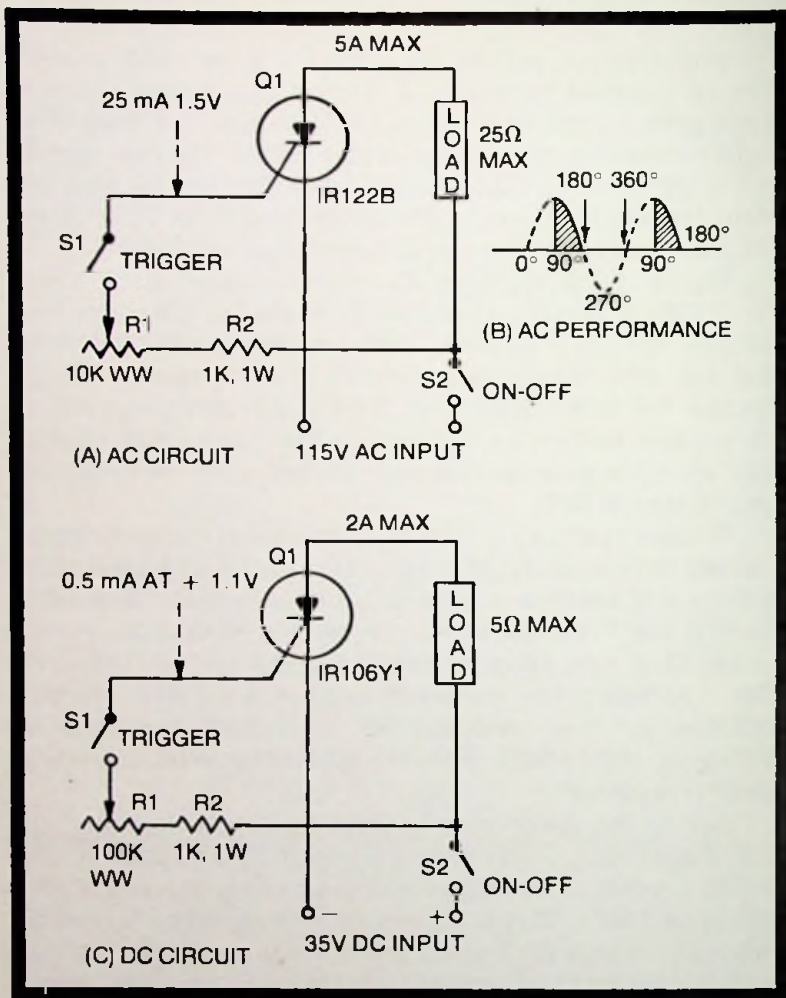 5A MAX
Q1
25 mA 1.5V
LOAD
25Ω
MAX
IR122B
S1
TRIGGER
R1
R2
10K WW
1K, 1W
S2
ON-OFF
115V AC INPUT
(A) AC CIRCUIT
180° 360°
180°
0° 90° 90°
270°
(B) AC PERFORMANCE
2A MAX
Q1
0.5 mA AT + 1.1V
LOAD
5Ω MAX
IR106Y1
S1
TRIGGER
R1 R2
100K
WW
1K, 1W
S2
ON-OFF
− +
35V DC INPUT
(C) DC CIRCUIT